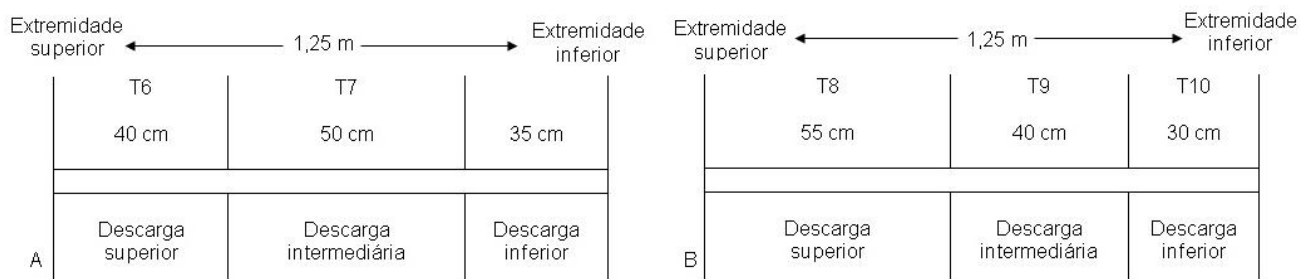 Extremidade
superior
1,25 m
Extremidade
inferior
T6
T7
40 cm
50 cm
35 cm
Descarga
superior
Descarga
intermediária
Descarga
inferior
A
Extremidade
superior
1,25 m
Extremidade
inferior
T8
T9
T10
55 cm
40 cm
30 cm
Descarga
superior
Descarga
intermediária
Descarga
inferior
B